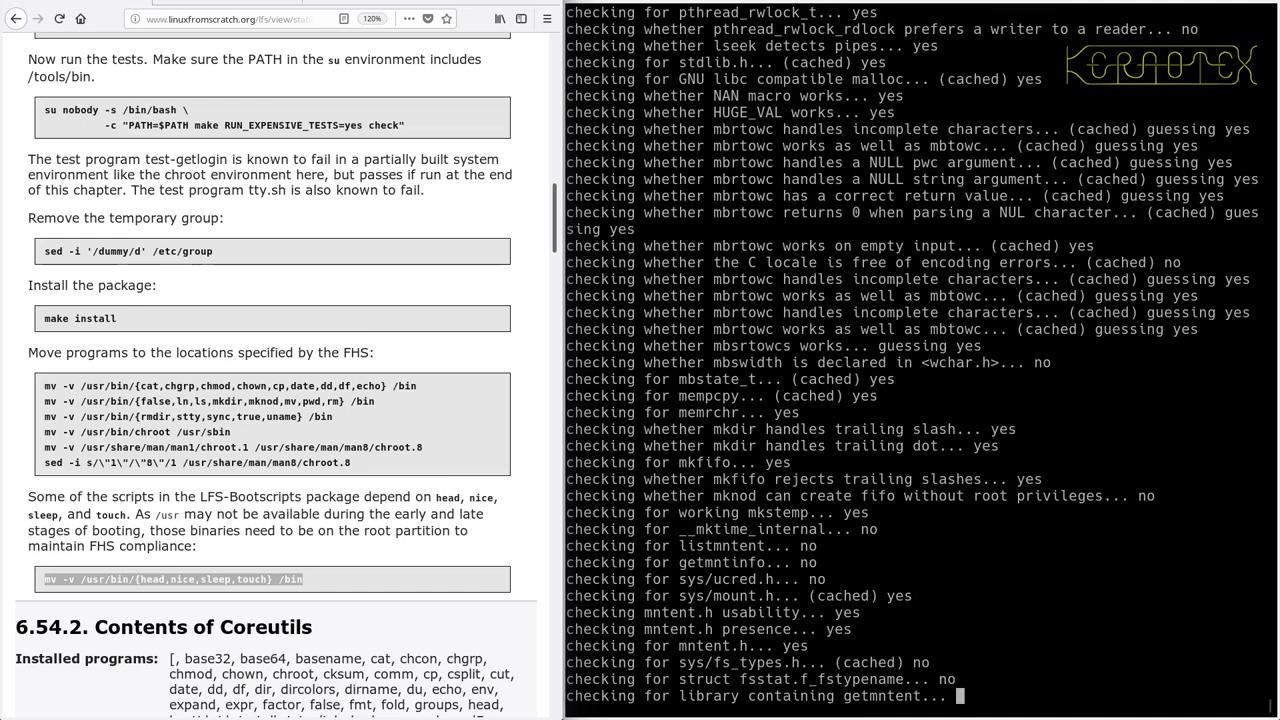 www.linuxfromscratch.org/lfs/view/stab
120%
Now run the tests. Make sure the PATH in the su environment includes
/tools/bin.
su nobody -s /bin/bash \
-c "PATH=$PATH make RUN_EXPENSIVE_TESTS=yes check"
The test program test-getlogin is known to fail in a partially built system
environment like the chroot environment here, but passes if run at the end
of this chapter. The test program tty.sh is also known to fail.
Remove the temporary group:
sed -i '/dummy/d' /etc/group
Install the package:
make install
Move programs to the locations specified by the FHS:
mv -v /usr/bin/{cat,chgrp,chmod,chown,cp,date,dd,df,echo} /bin
mv -v /usr/bin/{false,ln,ls,mkdir,mknod,mv,pwd,rm} /bin
mv -v /usr/bin/{rmdir,stty,sync,true,uname} /bin
mv -v /usr/bin/chroot /usr/sbin
mv -v /usr/share/man/man1/chroot.1 /usr/share/man/man8/chroot.8
sed -i s/\"1\"/\"8\"/1 /usr/share/man/man8/chroot.8
Some of the scripts in the LFS-Bootscripts package depend on head, nice,
sleep, and touch. As /usr may not be available during the early and late
stages of booting, those binaries need to be on the root partition to
maintain FHS compliance:
mv -v /usr/bin/{head,nice,sleep,touch} /bin
6.54.2. Contents of Coreutils
Installed programs: [, base32, base64, basename, cat, chcon, chgrp,
chmod, chown, chroot, cksum, comm, cp, csplit, cut,
date, dd, df, dir, dircolors, dirname, du, echo, env,
expand, expr, factor, false, fmt, fold, groups, head,
checking for pthread_rwlock_t... yes
checking whether pthread_rwlock_rdlock prefers a writer to a reader... no
checking whether lseek detects pipes... yes
checking for stdlib.h... (cached) yes
checking for GNU libc compatible malloc... (cached) yes
checking whether NAN macro works... yes
checking whether HUGE_VAL works... yes
checking whether mbrtowc handles incomplete characters... (cached) guessing yes
checking whether mbrtowc works as well as mbtowc... (cached) guessing yes
checking whether mbrtowc handles a NULL pwc argument... (cached) guessing yes
checking whether mbrtowc handles a NULL string argument... (cached) guessing yes
checking whether mbrtowc has a correct return value... (cached) guessing yes
checking whether mbrtowc returns 0 when parsing a NUL character... (cached) gues
sing yes
checking whether mbrtowc works on empty input... (cached) yes
checking whether the C locale is free of encoding errors... (cached) no
checking whether mbrtowc handles incomplete characters... (cached) guessing yes
checking whether mbrtowc works as well as mbtowc... (cached) guessing yes
checking whether mbrtowc handles incomplete characters... (cached) guessing yes
checking whether mbrtowc works as well as mbtowc... (cached) guessing yes
checking whether mbsrtowcs works... guessing yes
checking whether mbswidth is declared in <wchar.h>... no
checking for mbstate_t... (cached) yes
checking for mempcpy... (cached) yes
checking for memrchr... yes
checking whether mkdir handles trailing slash... yes
checking whether mkdir handles trailing dot... yes
checking for mkfifo... yes
checking whether mkfifo rejects trailing slashes... yes
checking whether mknod can create fifo without root privileges... no
checking for working mkstemp... yes
checking for __mktime_internal... no
checking for listmntent... no
checking for getmntinfo... no
checking for sys/ucred.h... no
checking for sys/mount.h... (cached) yes
checking mntent.h usability... yes
checking mntent.h presence... yes
checking for mntent.h... yes
checking for sys/fs_types.h... (cached) no
checking for struct fsstat.f_fstypename... no
checking for library containing getmntent...
KERAOTEX